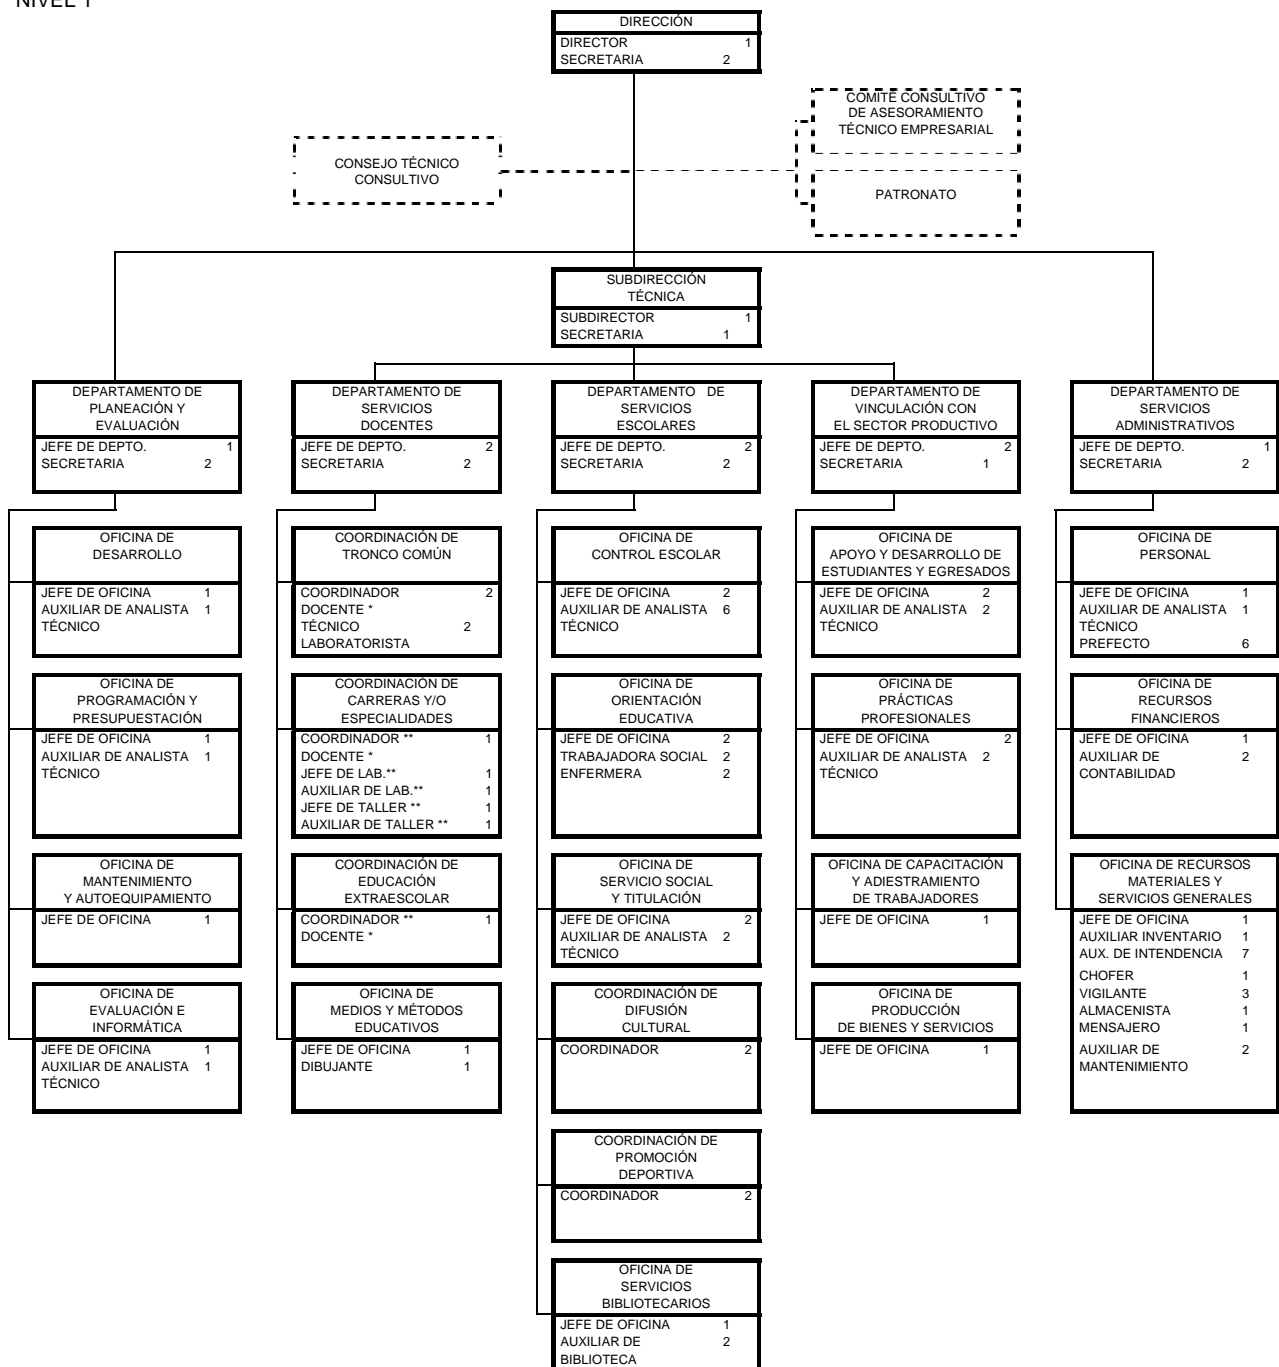 NIVEL 1
DIRECCIÓN
DIRECTOR 1
SECRETARIA 2
COMITÉ CONSULTIVO
DE ASESORAMIENTO
TÉCNICO EMPRESARIAL
CONSEJO TÉCNICO
CONSULTIVO
PATRONATO
SUBDIRECCIÓN
TÉCNICA
SUBDIRECTOR 1
SECRETARIA 1
DEPARTAMENTO DE
PLANEACIÓN Y
EVALUACIÓN
JEFE DE DEPTO. 1
SECRETARIA 2
DEPARTAMENTO DE
SERVICIOS
DOCENTES
JEFE DE DEPTO. 2
SECRETARIA 2
DEPARTAMENTO DE
SERVICIOS
ESCOLARES
JEFE DE DEPTO. 2
SECRETARIA 2
DEPARTAMENTO DE
VINCULACIÓN CON
EL SECTOR PRODUCTIVO
JEFE DE DEPTO. 2
SECRETARIA 1
DEPARTAMENTO DE
SERVICIOS
ADMINISTRATIVOS
JEFE DE DEPTO. 1
SECRETARIA 2
OFICINA DE
DESARROLLO
JEFE DE OFICINA 1
AUXILIAR DE ANALISTA 1
TÉCNICO
COORDINACIÓN DE
TRONCO COMÚN
COORDINADOR 2
DOCENTE *
TÉCNICO 2
LABORATORISTA
OFICINA DE
CONTROL ESCOLAR
JEFE DE OFICINA 2
AUXILIAR DE ANALISTA 6
TÉCNICO
OFICINA DE
APOYO Y DESARROLLO DE
ESTUDIANTES Y EGRESADOS
JEFE DE OFICINA 2
AUXILIAR DE ANALISTA 2
TÉCNICO
OFICINA DE
PERSONAL
JEFE DE OFICINA 1
AUXILIAR DE ANALISTA 1
TÉCNICO
PREFECTO 6
OFICINA DE
PROGRAMACIÓN Y
PRESUPUESTACIÓN
JEFE DE OFICINA 1
AUXILIAR DE ANALISTA 1
TÉCNICO
COORDINACIÓN DE
CARRERAS Y/O
ESPECIALIDADES
COORDINADOR ** 1
DOCENTE *
JEFE DE LAB.** 1
AUXILIAR DE LAB.** 1
JEFE DE TALLER ** 1
AUXILIAR DE TALLER ** 1
OFICINA DE
ORIENTACIÓN
EDUCATIVA
JEFE DE OFICINA 2
TRABAJADORA SOCIAL 2
ENFERMERA 2
OFICINA DE
PRÁCTICAS
PROFESIONALES
JEFE DE OFICINA 2
AUXILIAR DE ANALISTA 2
TÉCNICO
OFICINA DE
RECURSOS
FINANCIEROS
JEFE DE OFICINA 1
AUXILIAR DE 2
CONTABILIDAD
OFICINA DE
MANTENIMIENTO
Y AUTOEQUIPAMIENTO
JEFE DE OFICINA 1
COORDINACIÓN DE
EDUCACIÓN
EXTRAESCOLAR
COORDINADOR ** 1
DOCENTE *
OFICINA DE
SERVICIO SOCIAL
Y TITULACIÓN
JEFE DE OFICINA 2
AUXILIAR DE ANALISTA 2
TÉCNICO
OFICINA DE CAPACITACIÓN
Y ADIESTRAMIENTO
DE TRABAJADORES
JEFE DE OFICINA 1
OFICINA DE RECURSOS
MATERIALES Y
SERVICIOS GENERALES
JEFE DE OFICINA 1
AUXILIAR INVENTARIO 1
AUX. DE INTENDENCIA 7
CHOFER 1
VIGILANTE 3
ALMACENISTA 1
MENSAJERO 1
AUXILIAR DE 2
MANTENIMIENTO
OFICINA DE
EVALUACIÓN E
INFORMÁTICA
JEFE DE OFICINA 1
AUXILIAR DE ANALISTA 1
TÉCNICO
OFICINA DE
MEDIOS Y MÉTODOS
EDUCATIVOS
JEFE DE OFICINA 1
DIBUJANTE 1
COORDINACIÓN DE
DIFUSIÓN
CULTURAL
COORDINADOR 2
OFICINA DE
PRODUCCIÓN
DE BIENES Y SERVICIOS
JEFE DE OFICINA 1
COORDINACIÓN DE
PROMOCIÓN
DEPORTIVA
COORDINADOR 2
OFICINA DE
SERVICIOS
BIBLIOTECARIOS
JEFE DE OFICINA 1
AUXILIAR DE 2
BIBLIOTECA